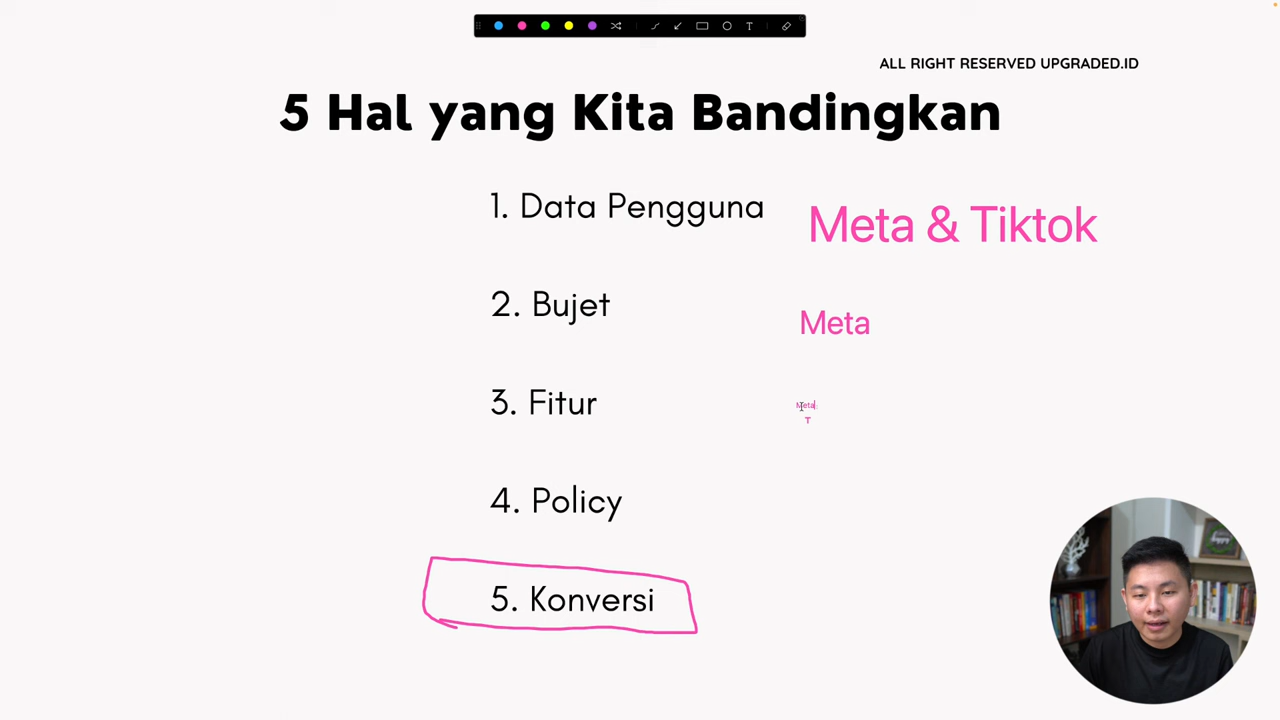 ALL RIGHT RESERVED UPGRADED.ID
5 Hal yang Kita Bandingkan
1. Data Pengguna
Meta & Tiktok
2. Bujet
Meta
3. Fitur
Meta
T
4. Policy
5. Konversi